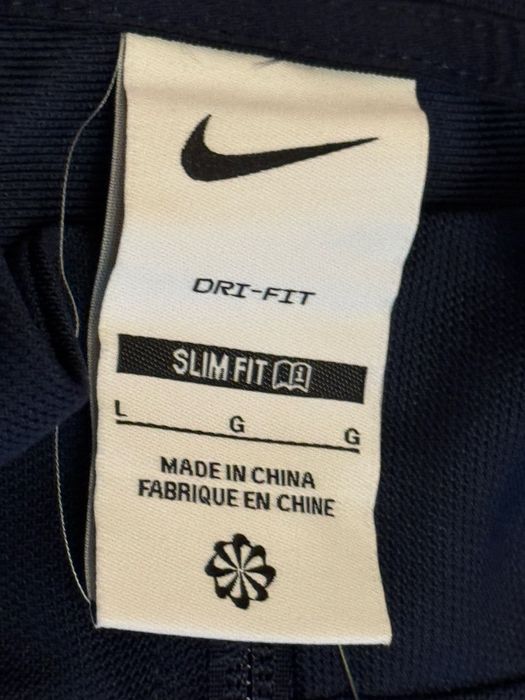 DRI-FIT
SLIM FIT
L G G
MADE IN CHINA
FABRIQUE EN CHINE